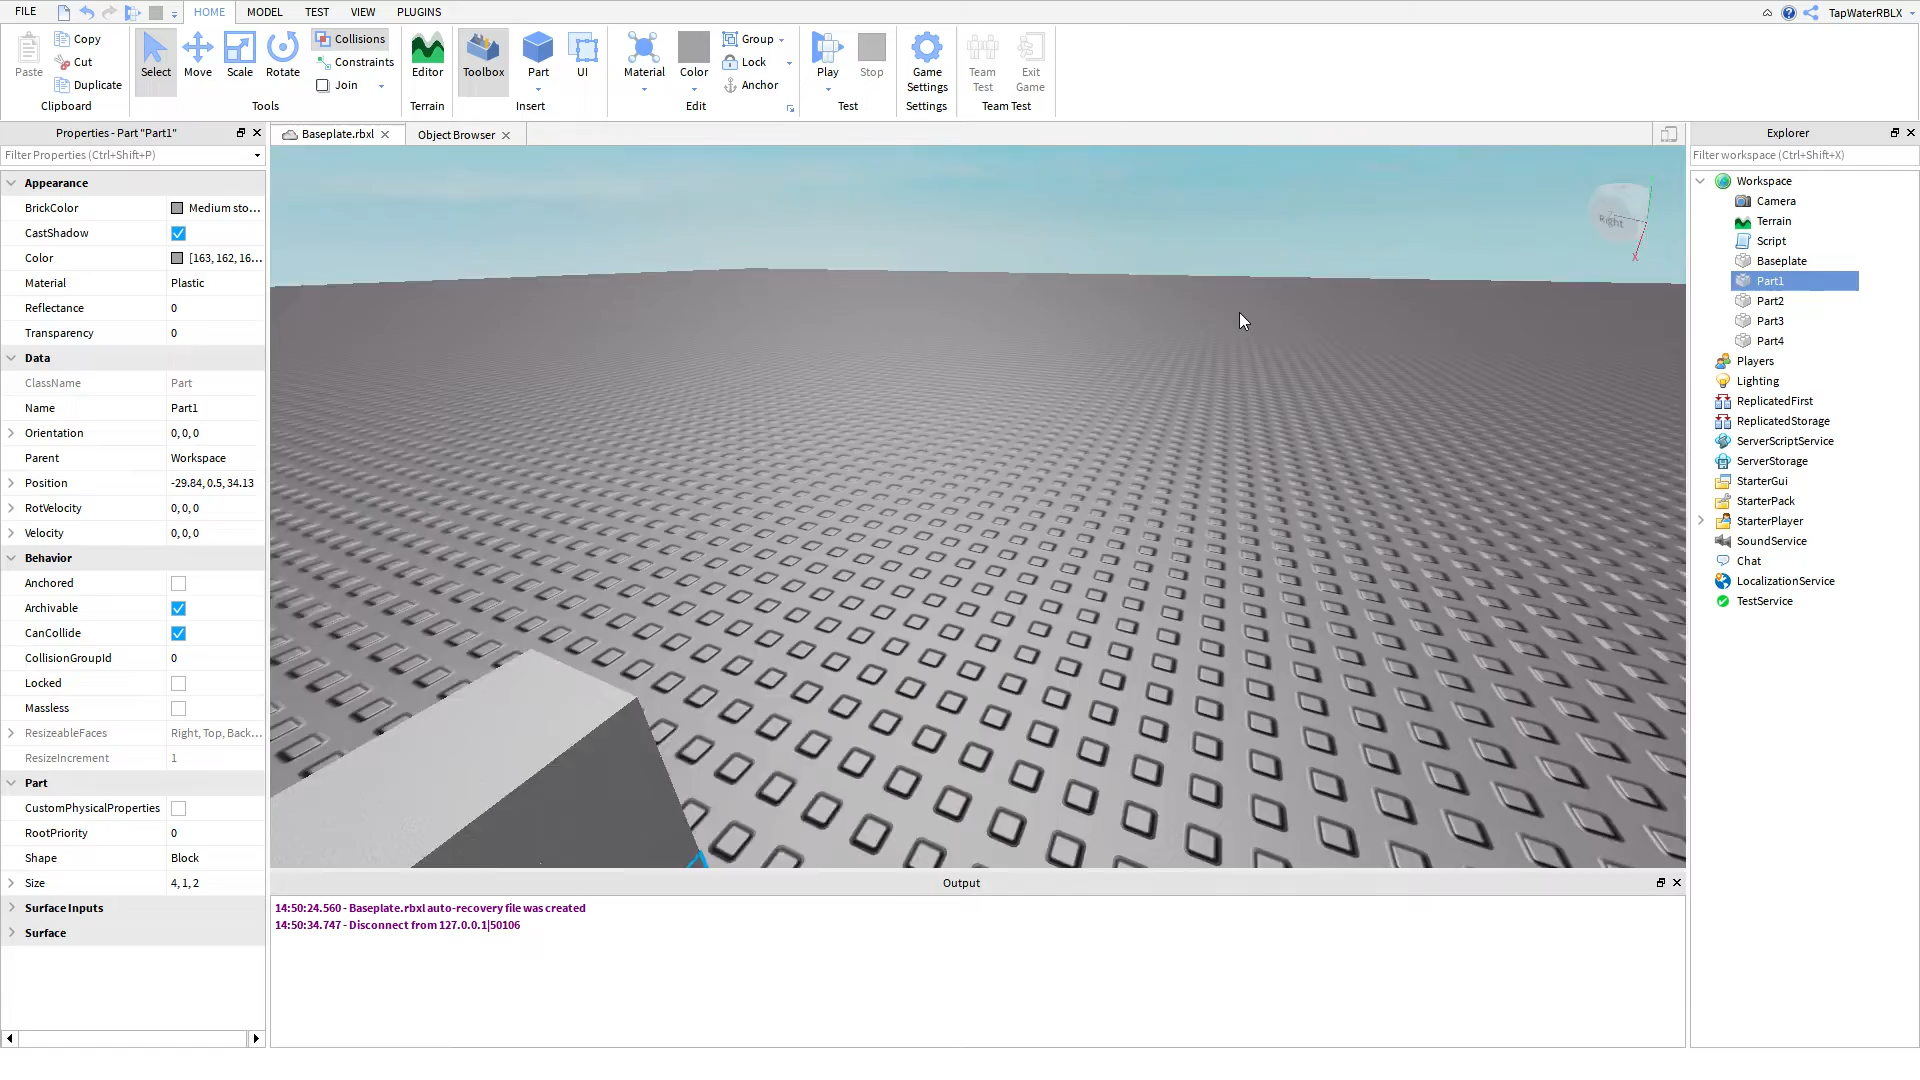 FILE
HOME
MODEL
TEST
VIEW
PLUGINS
TapWaterRBLX
Paste
Copy
Cut
Duplicate
Clipboard
Select
Move
Scale
Rotate
Collisions
Constraints
Join
Tools
Editor
Terrain
Toolbox
Part
UI
Insert
Material
Color
Group
Lock
Anchor
Edit
Play
Stop
Test
Game
Settings
Settings
Team
Test
Exit
Game
Team Test
Properties - Part "Part1"
Filter Properties (Ctrl+Shift+P)
Appearance
BrickColor Medium sto...
CastShadow
Color [163, 162, 16...
Material Plastic
Reflectance 0
Transparency 0
Data
ClassName Part
Name Part1
Orientation 0, 0, 0
Parent Workspace
Position -29.84, 0.5, 34.13
RotVelocity 0, 0, 0
Velocity 0, 0, 0
Behavior
Anchored
Archivable
CanCollide
CollisionGroupId 0
Locked
Massless
ResizeableFaces Right, Top, Back...
ResizeIncrement 1
Part
CustomPhysicalProperties
RootPriority 0
Shape Block
Size 4, 1, 2
Surface Inputs
Surface
Baseplate.rbxl
Object Browser
Right
X
Output
14:50:24.560 - Baseplate.rbxl auto-recovery file was created
14:50:34.747 - Disconnect from 127.0.0.1|50106
Explorer
Filter workspace (Ctrl+Shift+X)
Workspace
Camera
Terrain
Script
Baseplate
Part1
Part2
Part3
Part4
Players
Lighting
ReplicatedFirst
ReplicatedStorage
ServerScriptService
ServerStorage
StarterGui
StarterPack
StarterPlayer
SoundService
Chat
LocalizationService
TestService